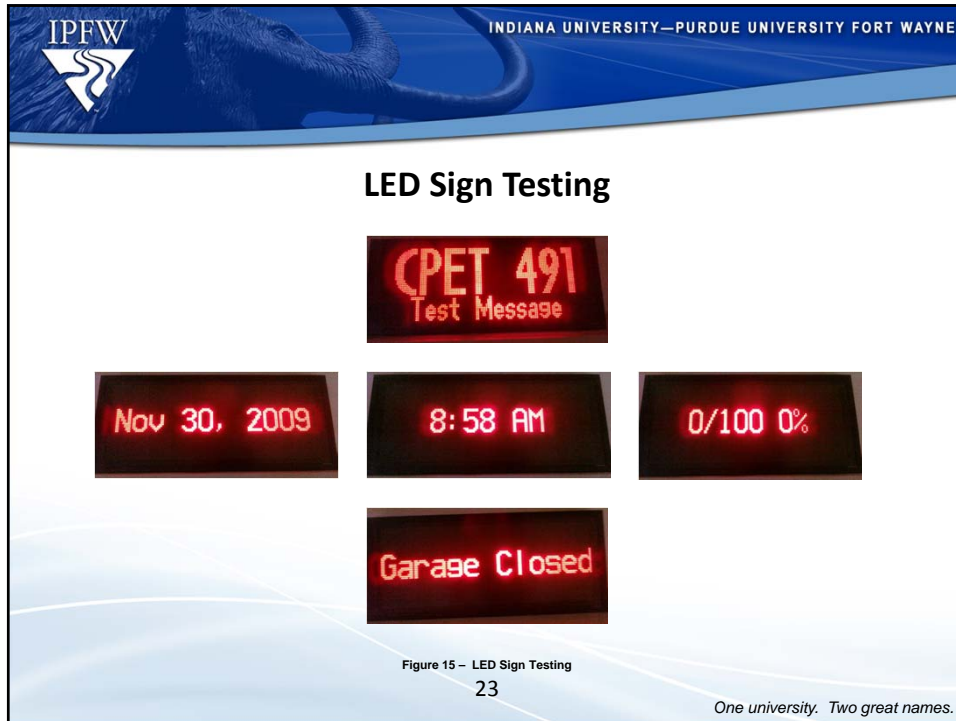 IPFW
INDIANA UNIVERSITY—PURDUE UNIVERSITY FORT WAYNE
LED Sign Testing
CPET 491
Test Message
Nov 30, 2009
8:58 AM
0/100 0%
Garage Closed
Figure 15 – LED Sign Testing
23
One university. Two great names.